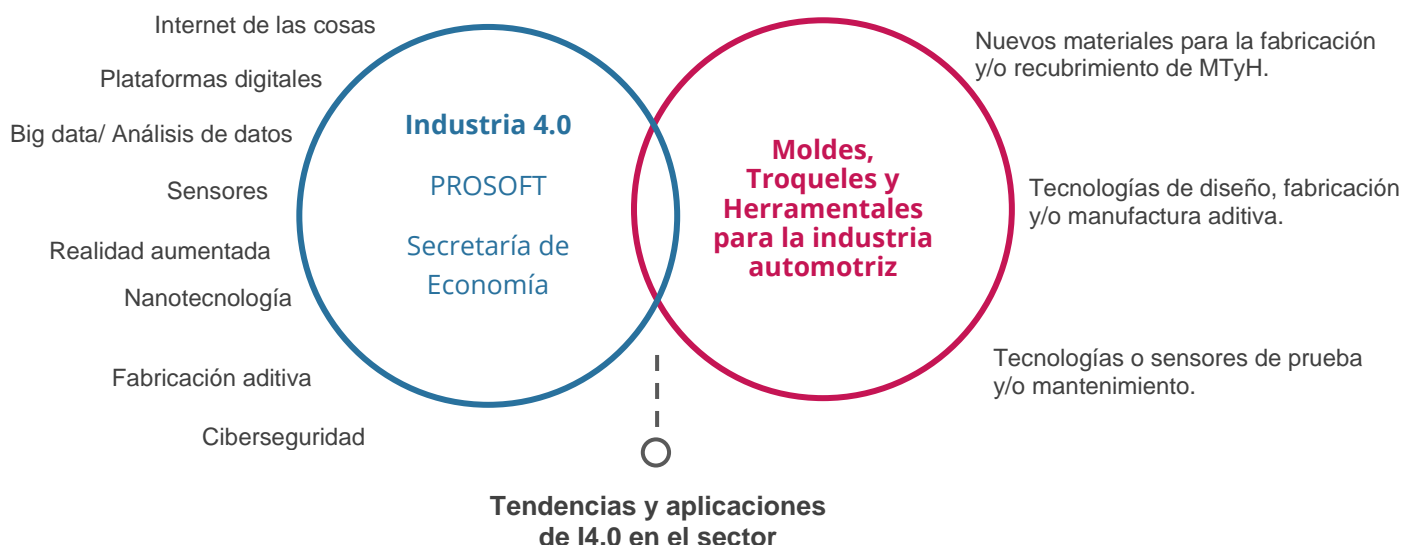 Internet de las cosas
Plataformas digitales
Big data/ Análisis de datos
Sensores
Realidad aumentada
Nanotecnología
Fabricación aditiva
Ciberseguridad
Industria 4.0
PROSOFT
Secretaría de
Economía
Moldes,
Troqueles y
Herramentales
para la industria
automotriz
Nuevos materiales para la fabricación
y/o recubrimiento de MTyH.
Tecnologías de diseño, fabricación
y/o manufactura aditiva.
Tecnologías o sensores de prueba
y/o mantenimiento.
Tendencias y aplicaciones
de I4.0 en el sector